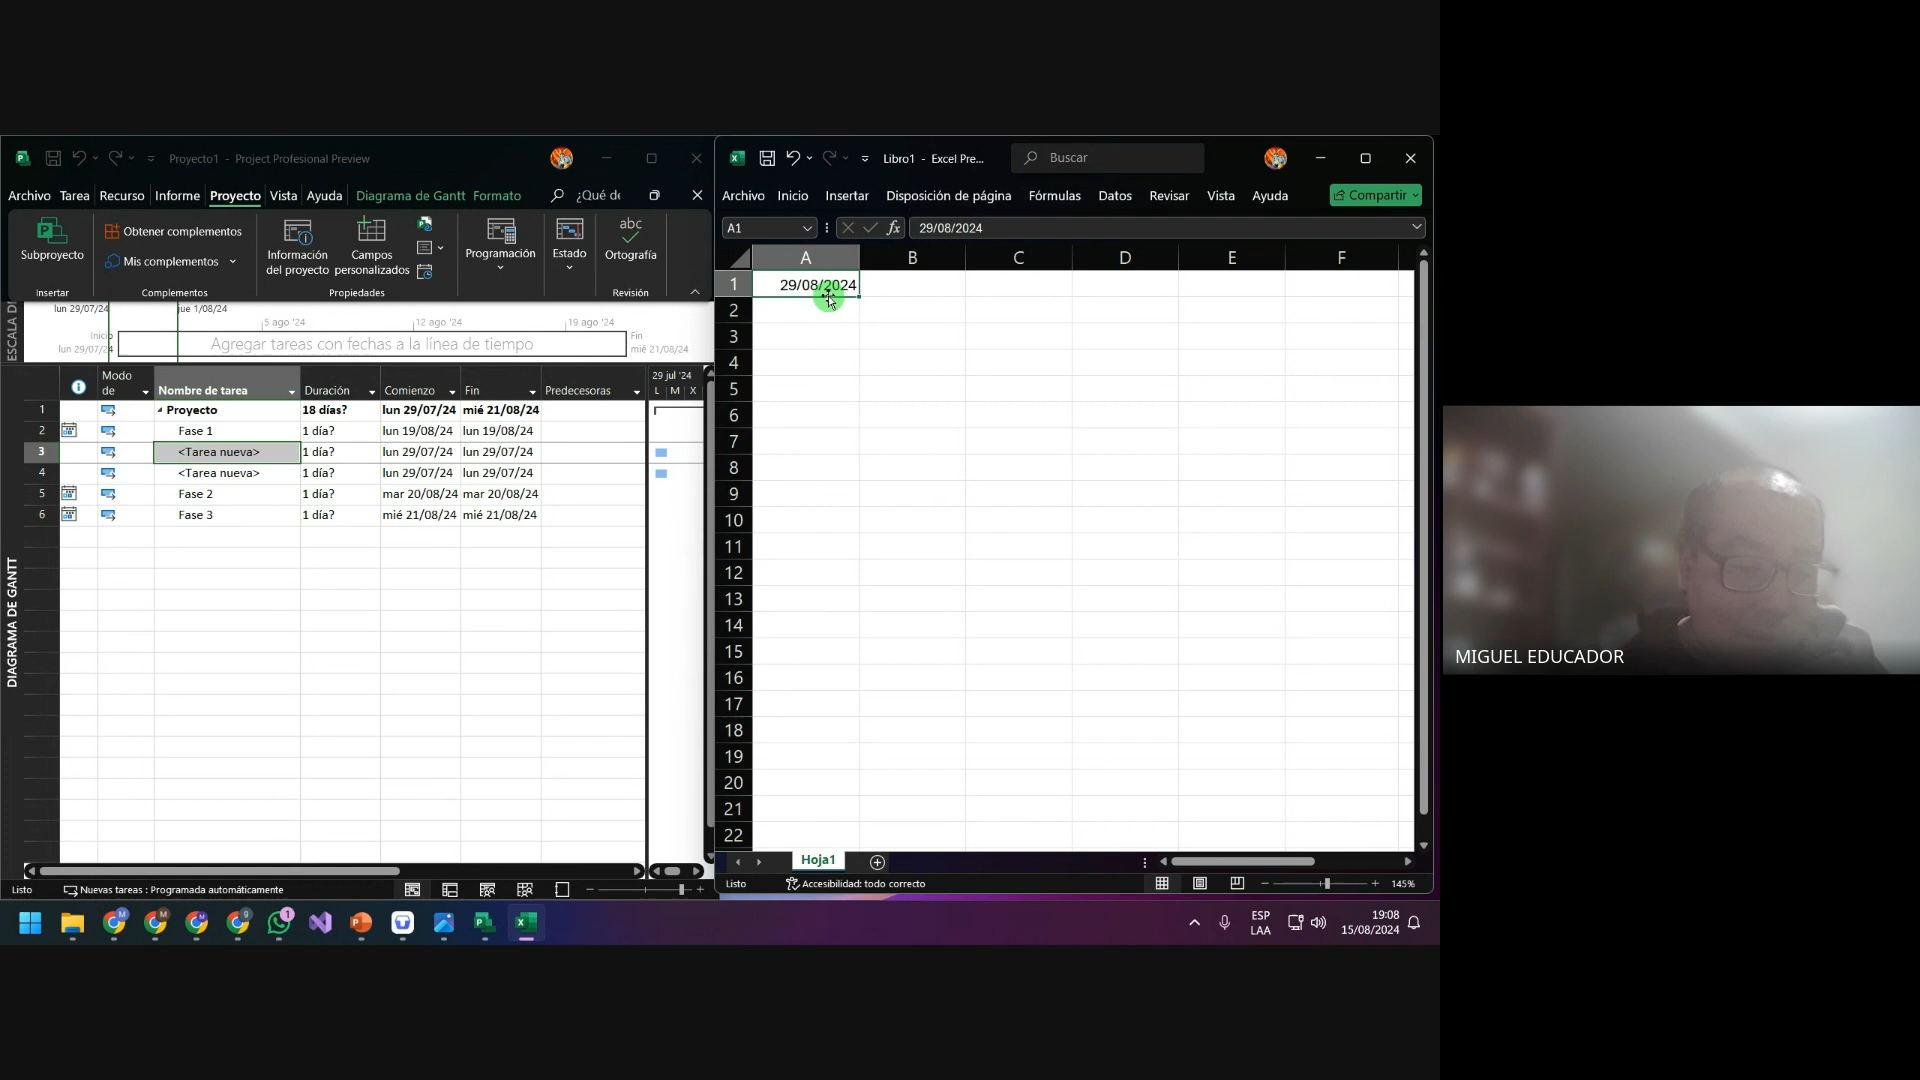 Proyecto1 - Project Profesional Preview
Archivo Tarea Recurso Informe Proyecto Vista Ayuda Diagrama de Gantt Formato ¿Qué de
Subproyecto
Obtener complementos
Mis complementos
Información del proyecto
Campos personalizados
Programación
Estado
abc
Ortografía
Insertar Complementos Propiedades Revisión
ESCALA DI
lun 29/07/24 jue 1/08/24
5 ago '24 12 ago '24 19 ago '24
Inicio
lun 29/07/24
Agregar tareas con fechas a la línea de tiempo
Fin
mié 21/08/24
Modo de Nombre de tarea Duración Comienzo Fin Predecesoras
29 jul '24
L M X
1 Proyecto 18 días? lun 29/07/24 mié 21/08/24
2 Fase 1 1 día? lun 19/08/24 lun 19/08/24
3 <Tarea nueva> 1 día? lun 29/07/24 lun 29/07/24
4 <Tarea nueva> 1 día? lun 29/07/24 lun 29/07/24
5 Fase 2 1 día? mar 20/08/24 mar 20/08/24
6 Fase 3 1 día? mié 21/08/24 mié 21/08/24
DIAGRAMA DE GANTT
Listo Nuevas tareas : Programada automáticamente
Libro1 - Excel Pre...
Buscar
Archivo Inicio Insertar Disposición de página Fórmulas Datos Revisar Vista Ayuda Compartir
A1 fx 29/08/2024
A B C D E F
1 29/08/2024
2
3
4
5
6
7
8
9
10
11
12
13
14
15
16
17
18
19
20
21
22
Hoja1
Listo Accesibilidad: todo correcto 145%
ESP
LAA
19:08
15/08/2024
MIGUEL EDUCADOR